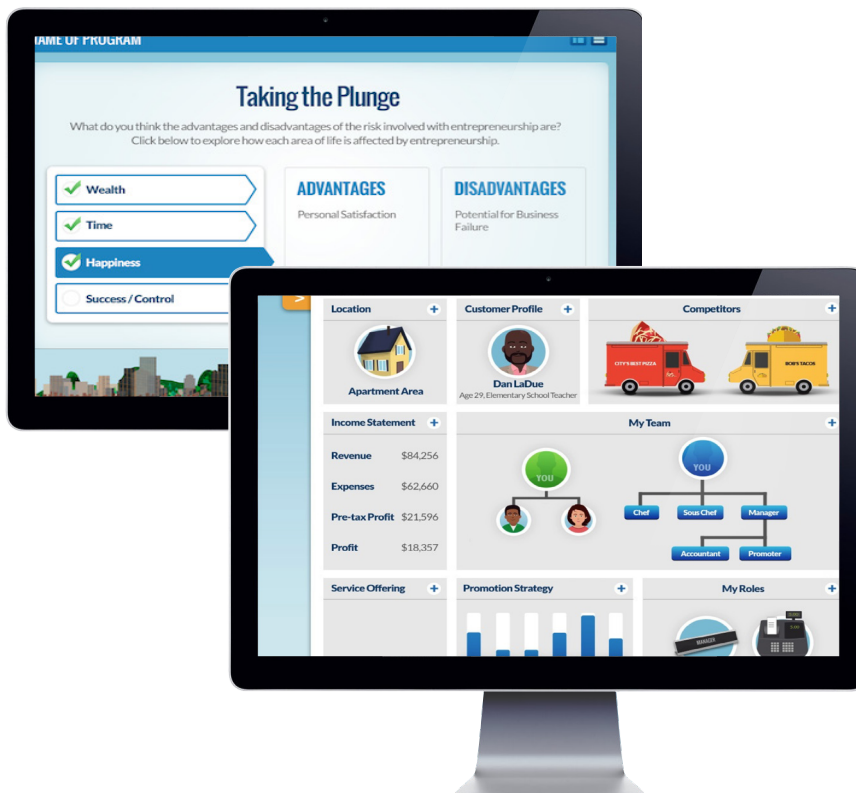 NAME OF PROGRAM
Taking the Plunge
What do you think the advantages and disadvantages of the risk involved with entrepreneurship are?
Click below to explore how each area of life is affected by entrepreneurship.
Wealth
Time
Happiness
Success / Control
ADVANTAGES
Personal Satisfaction
DISADVANTAGES
Potential for Business
Failure
Location +
Apartment Area
Customer Profile +
Dan LaDue
Age 29, Elementary School Teacher
Competitors +
CITY'S BEST PIZZA
BOB'S TACOS
Income Statement +
Revenue $84,256
Expenses $62,660
Pre-tax Profit $21,596
Profit $18,357
My Team +
YOU
YOU
Chef
Sous Chef
Manager
Accountant
Promoter
Service Offering +
Promotion Strategy +
My Roles +
MANAGER